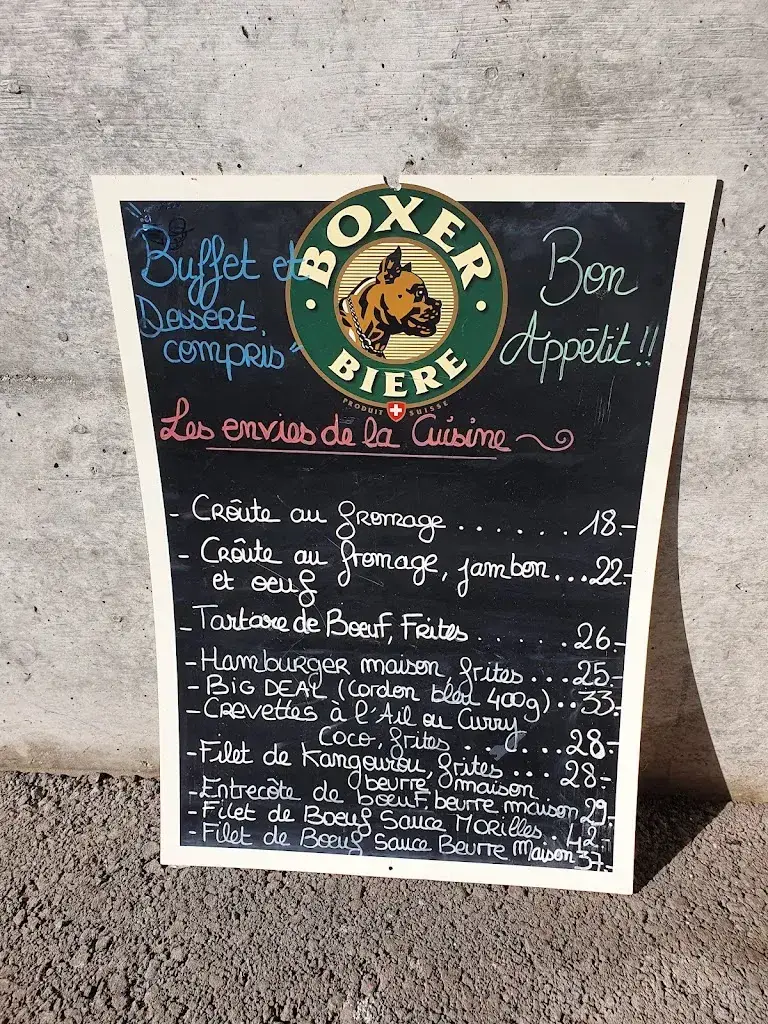 Buffet et
Dessert
compris"
BOXER
BIERE
PRODUIT SUISSE
Bon
Appétit!!
Les envies de la Cuisine
- Croûte au fromage ...... 18.-
- Croûte au fromage, jambon...22.-
et oeuf
- Tartare de Boeuf, Frites ...... 26.-
- Hamburger maison, frites ... 25.-
- BIG DEAL (Cordon bleu 400g) .. 33.-
- Crevettes à l'Ail ou Curry
Coco, frites ...... 28.-
- Filet de Kangourou, frites ... 28.-
beurre maison
- Entrecôte de boeuf beurre maison 29.-
- Filet de Boeuf Sauce Morilles.. 42.-
- Filet de Boeuf Sauce Beurre Maison 37.-